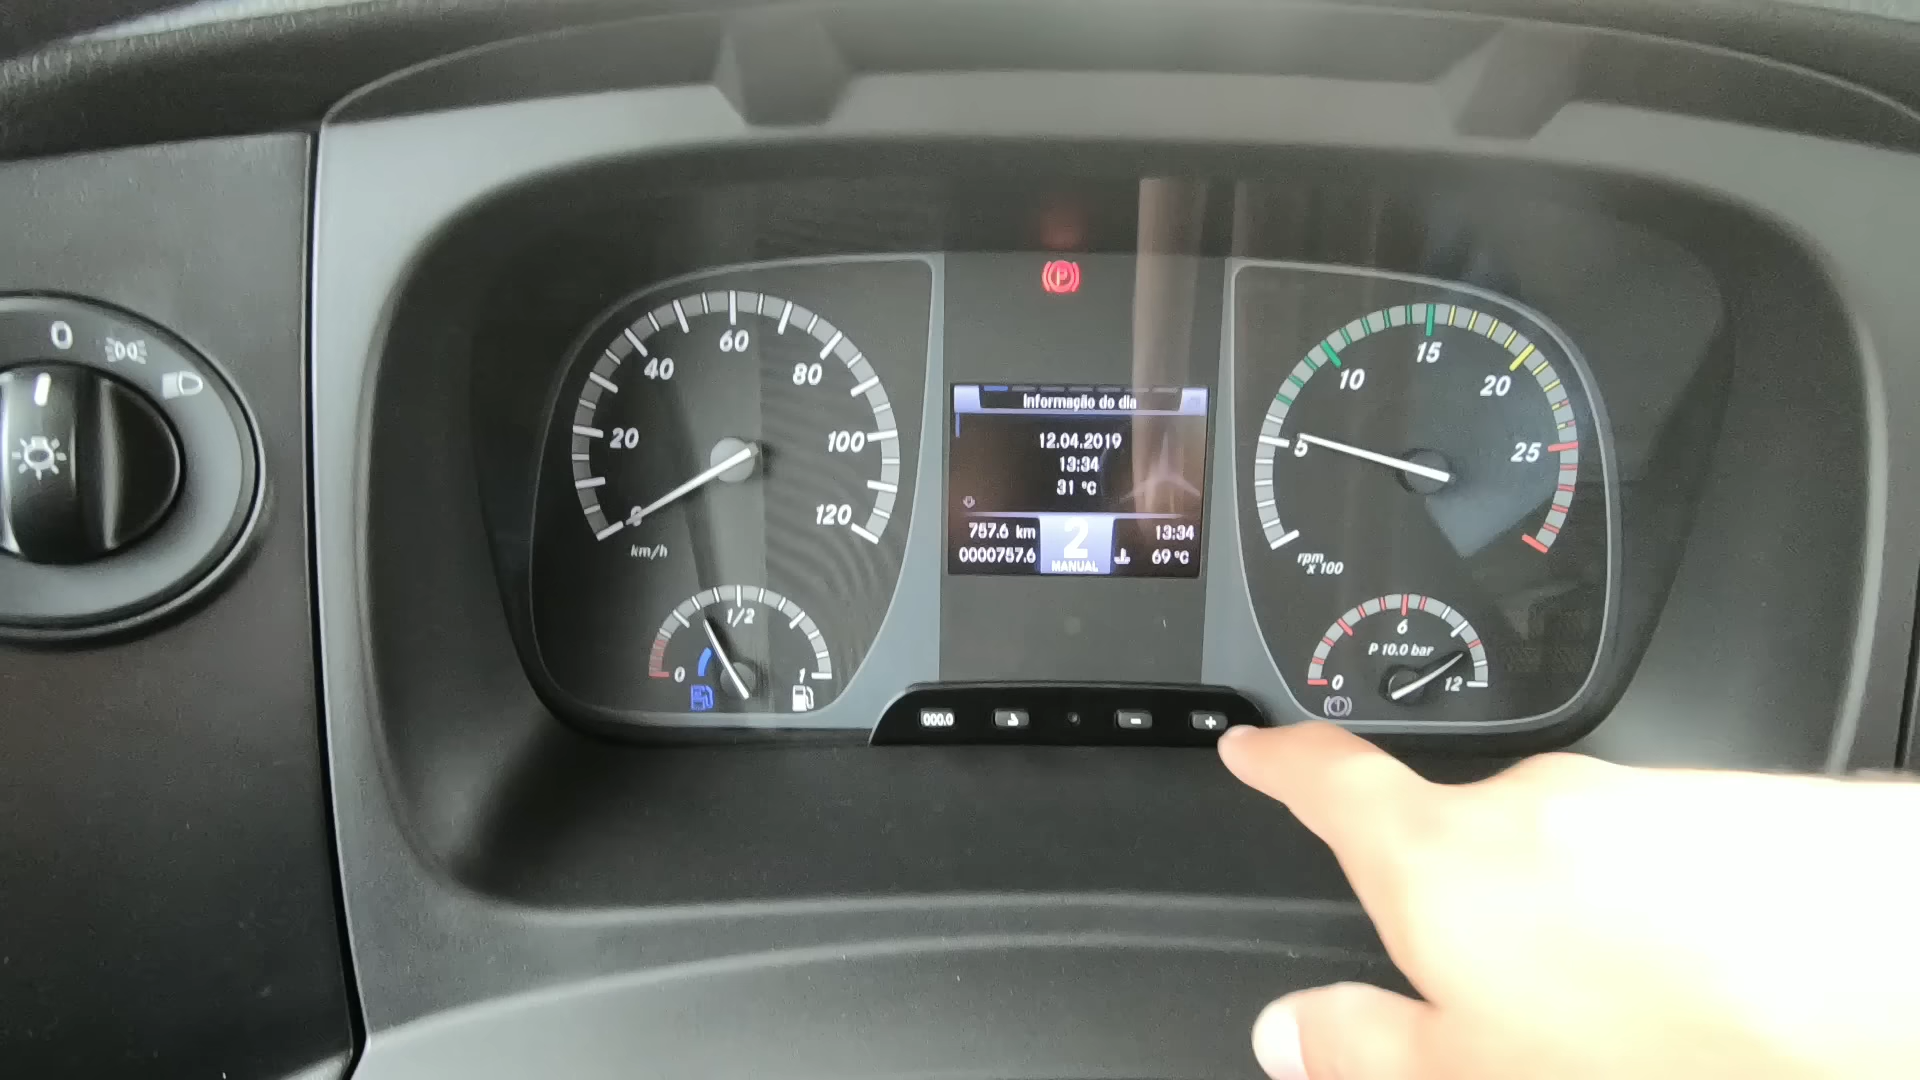 0
20
40
60
80
100
120
km/h
0
1/2
1
P
Informação do dia
12.04.2019
13:34
31 °C
757.6 km
0000757.6
2
MANUAL
13:34
69 °C
000.0
-
+
5
10
15
20
25
rpm
x 100
0
6
12
P 10.0 bar